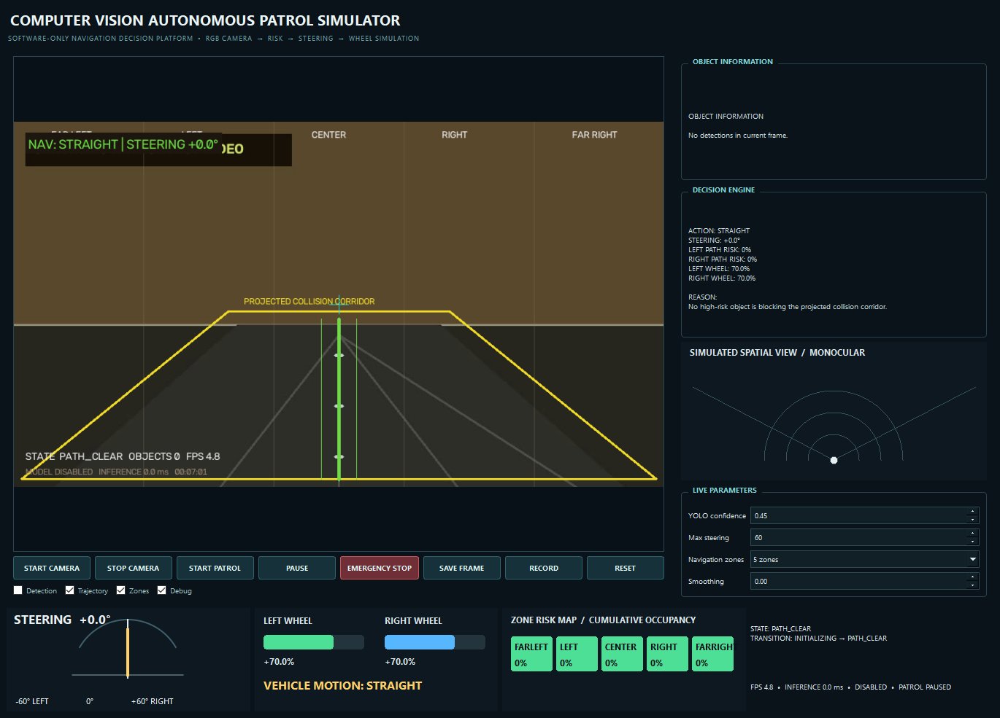 COMPUTER VISION AUTONOMOUS PATROL SIMULATOR
SOFTWARE-ONLY NAVIGATION DECISION PLATFORM • RGB CAMERA → RISK → STEERING → WHEEL SIMULATION
FAR LEFT LEFT CENTER RIGHT FAR RIGHT
NAV: STRAIGHT | STEERING +0.0°
PROJECTED COLLISION CORRIDOR
STATE PATH_CLEAR OBJECTS 0 FPS 4.8
MODEL DISABLED INFERENCE 0.0 ms 00:07:01
START CAMERA
STOP CAMERA
START PATROL
PAUSE
EMERGENCY STOP
SAVE FRAME
RECORD
RESET
Detection Trajectory Zones Debug
OBJECT INFORMATION
OBJECT INFORMATION
No detections in current frame.
DECISION ENGINE
ACTION: STRAIGHT
STEERING: +0.0°
LEFT PATH RISK: 0%
RIGHT PATH RISK: 0%
LEFT WHEEL: 70.0%
RIGHT WHEEL: 70.0%
REASON:
No high-risk object is blocking the projected collision corridor.
SIMULATED SPATIAL VIEW / MONOCULAR
LIVE PARAMETERS
YOLO confidence 0.45
Max steering 60
Navigation zones 5 zones
Smoothing 0.00
STEERING +0.0°
-60° LEFT 0° +60° RIGHT
LEFT WHEEL RIGHT WHEEL
+70.0% +70.0%
VEHICLE MOTION: STRAIGHT
ZONE RISK MAP / CUMULATIVE OCCUPANCY
FARLEFT LEFT CENTER RIGHT FARRIGHT
0% 0% 0% 0% 0%
STATE: PATH_CLEAR
TRANSITION: INITIALIZING → PATH_CLEAR
FPS 4.8 • INFERENCE 0.0 ms • DISABLED • PATROL PAUSED